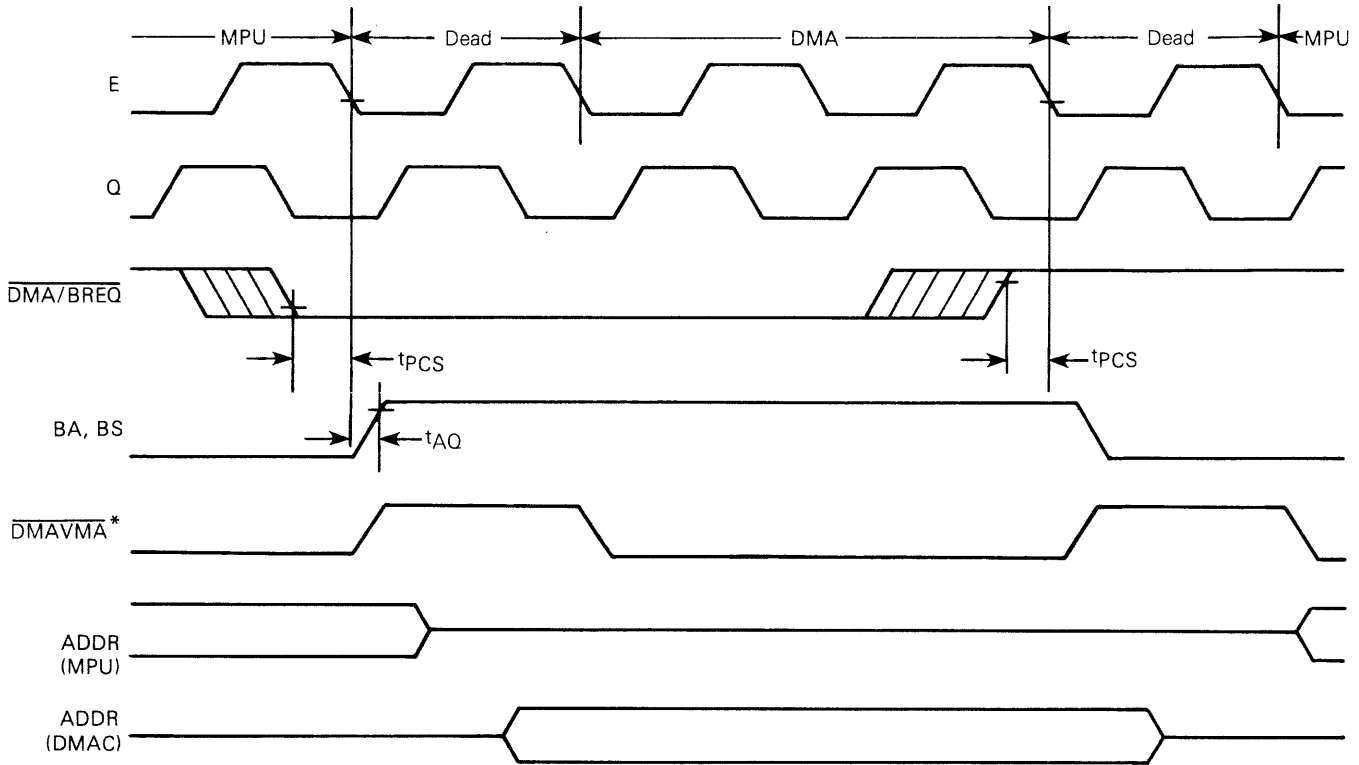 MPU Dead DMA Dead MPU
E
Q
DMA/BREQ
tPCS tPCS
BA, BS
tAQ
DMAVMA*
ADDR
(MPU)
ADDR
(DMAC)